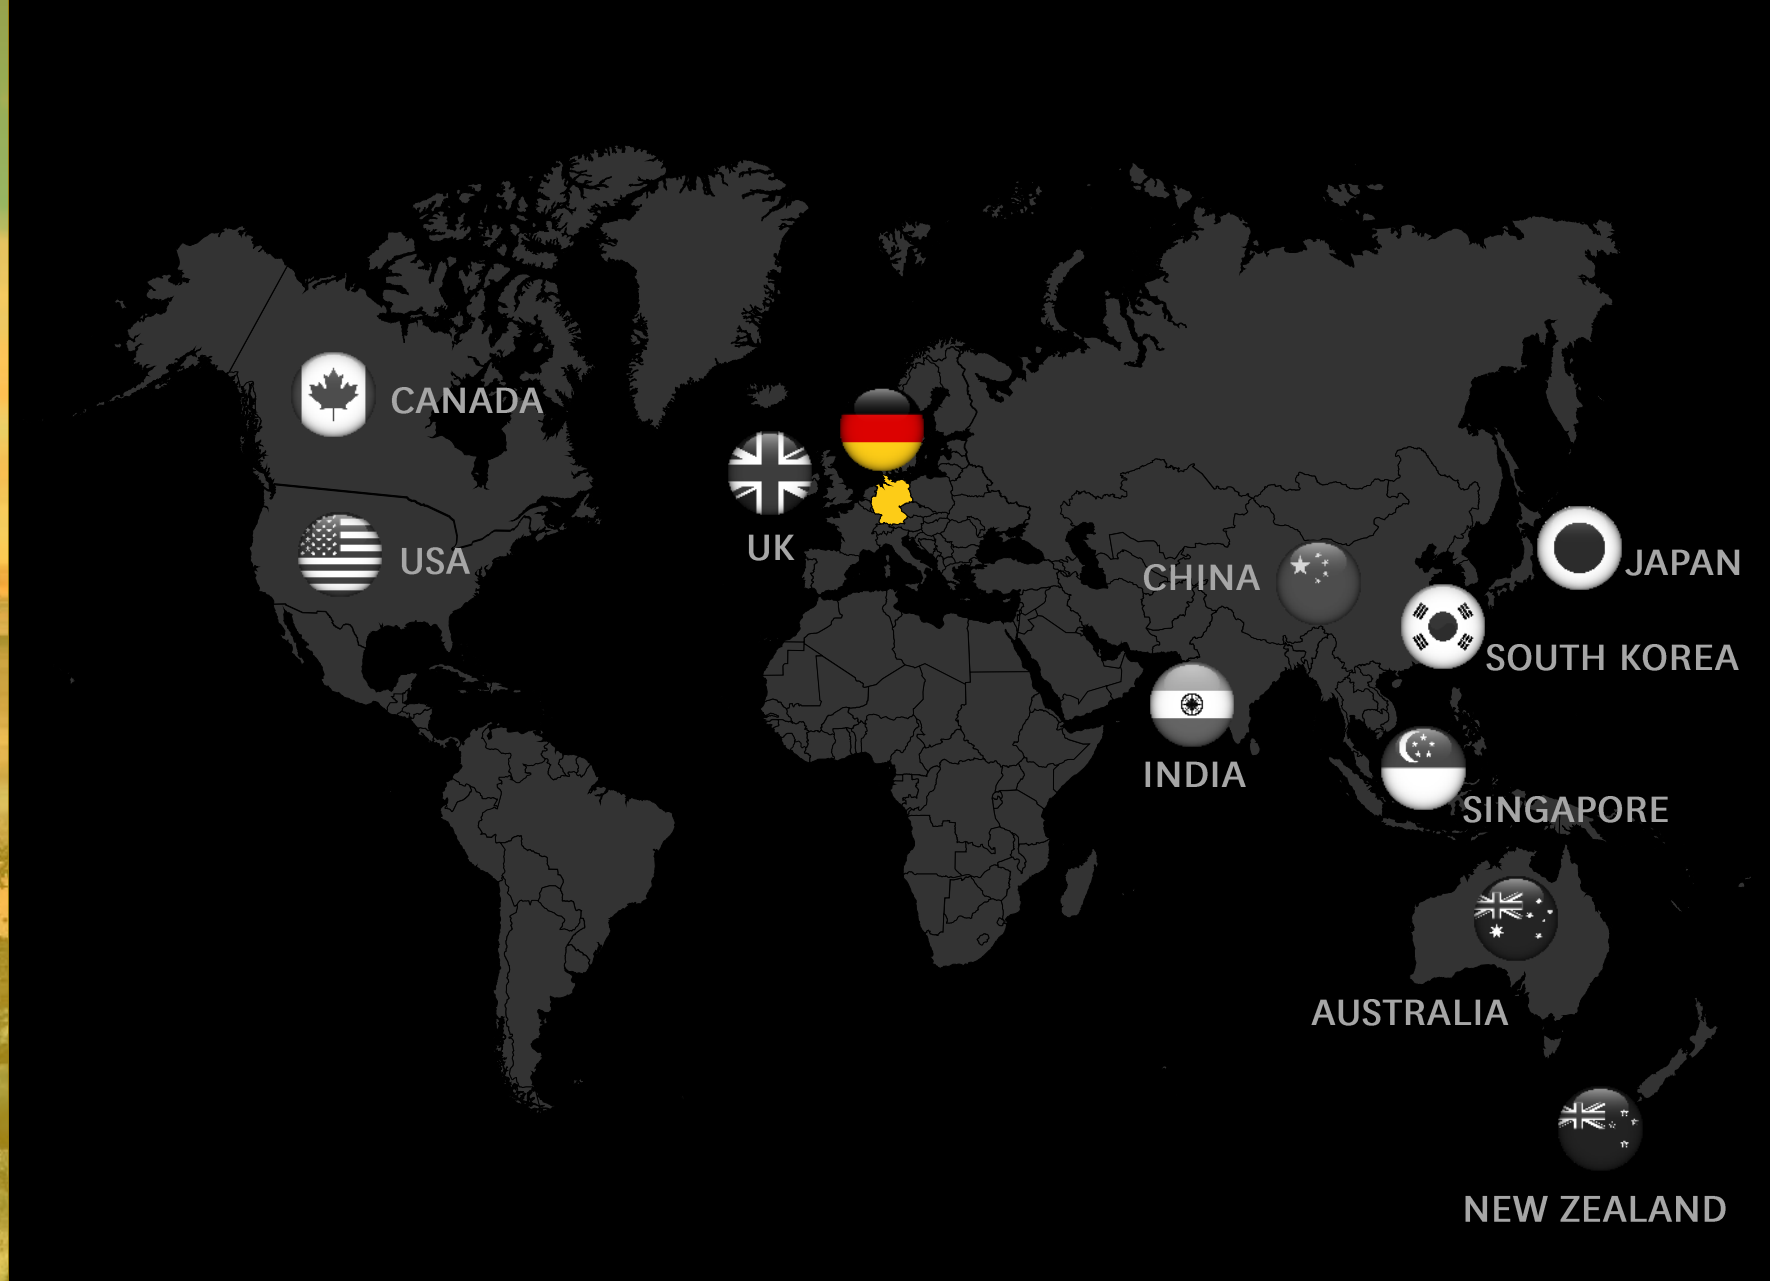 CANADA
UK
USA
CHINA
JAPAN
SOUTH KOREA
INDIA
SINGAPORE
AUSTRALIA
NEW ZEALAND